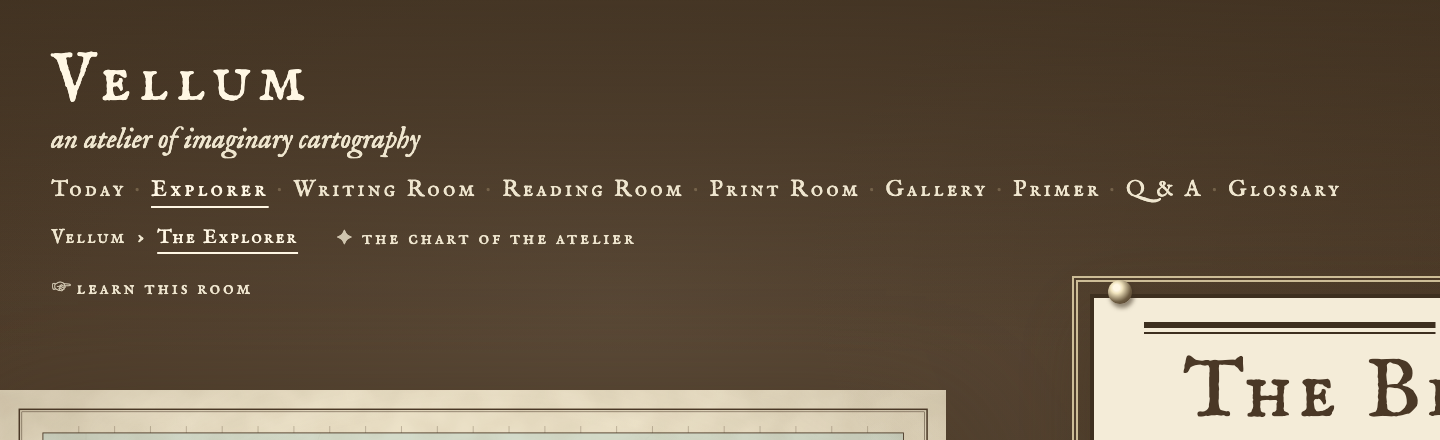 Vellum
an atelier of imaginary cartography
Today · Explorer · Writing Room · Reading Room · Print Room · Gallery · Primer · Q & A · Glossary
Vellum › The Explorer ✦ the chart of the atelier
☞ learn this room
The